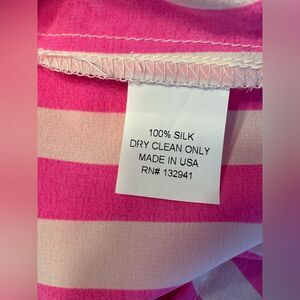 100% SILK
DRY CLEAN ONLY
MADE IN USA
RN# 132941